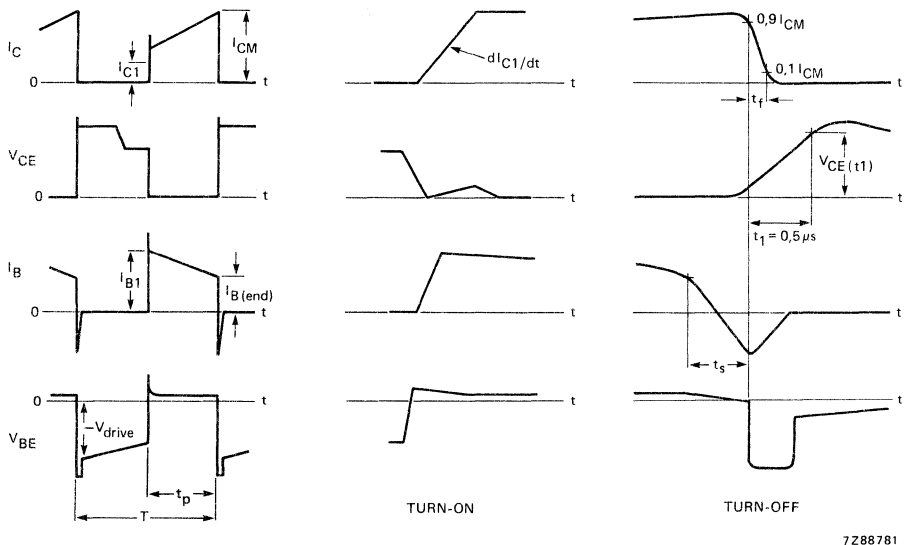 I_C
I_C1
I_CM
0
t
dI_C1/dt
t
0,9 I_CM
0,1 I_CM
t_f
t
V_CE
0
t
t
V_CE(t1)
t
t_1 = 0,5 µs
I_B
I_B1
I_B(end)
0
t
t
t
t_s
0
t
t
t
V_BE
–V_drive
t_p
T
TURN-ON
TURN-OFF
7Z88781